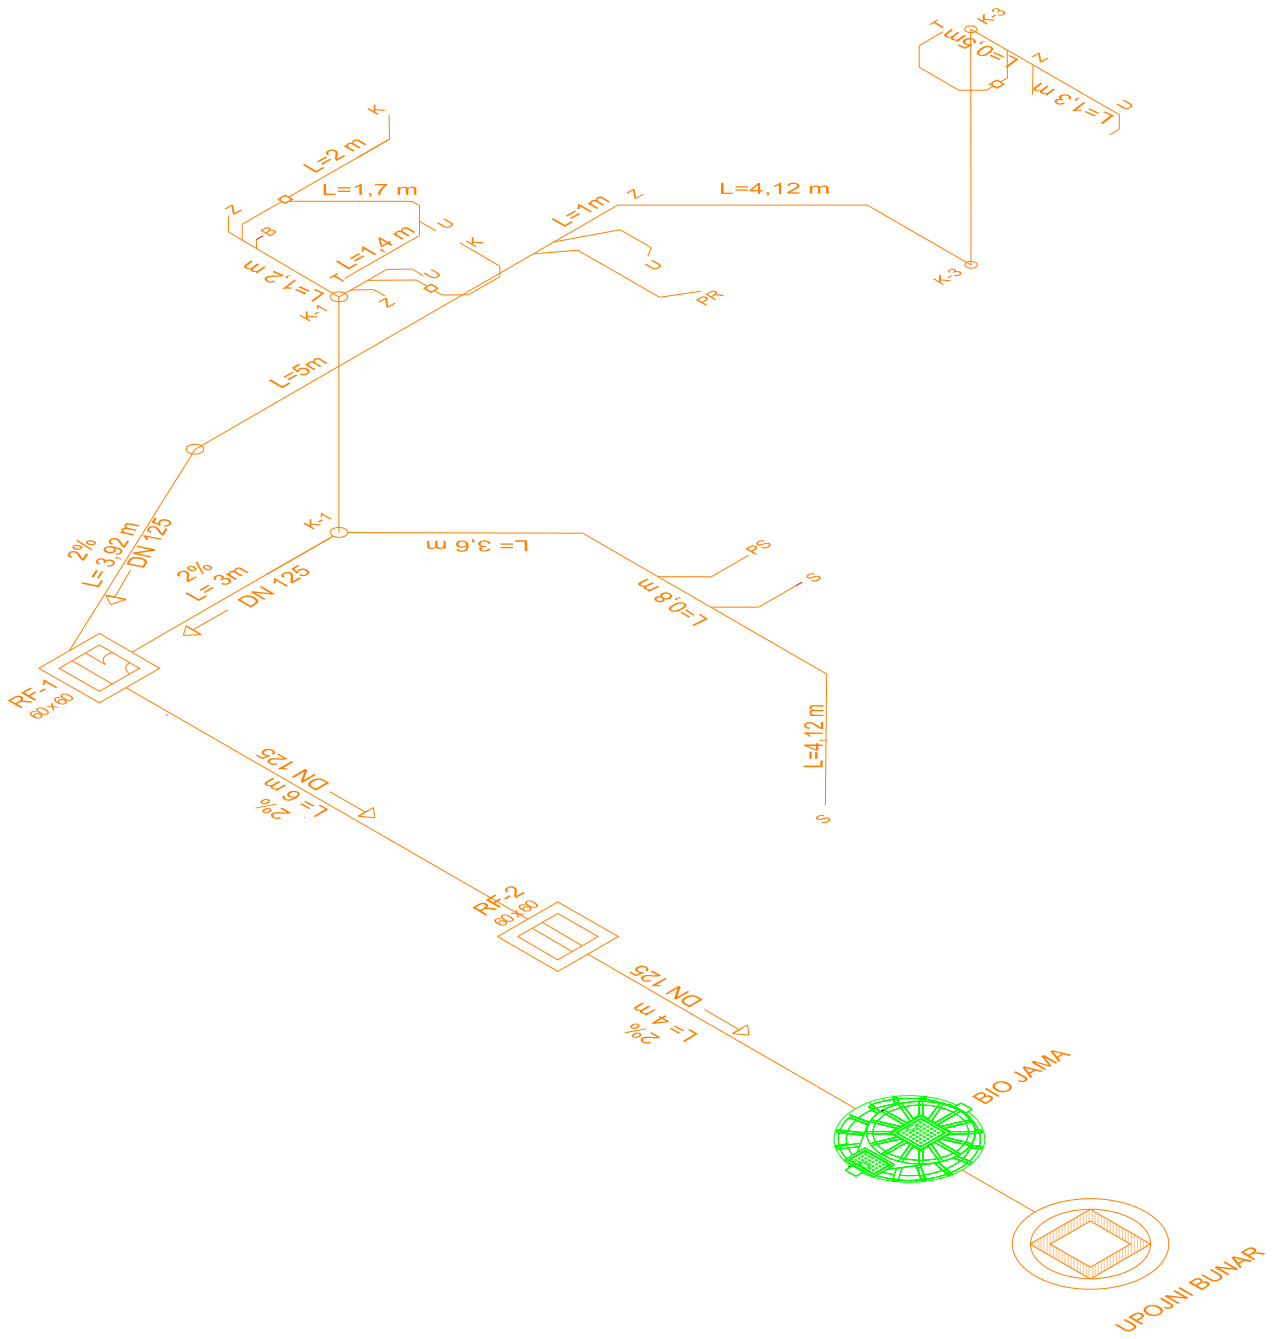 K-3
T
L=0,5m
Z
L=1,3 m
U
K
L=2 m
L=1,7 m
Z
B
U
L=1,4 m
T
L=1,2 m
K-1
K
U
Z
L=1m
Z
L=4,12 m
U
PR
K-3
L=5m
2%
L= 3,92 m
DN 125
K-1
2%
L= 3m
DN 125
L= 3,6 m
PS
S
L=0,8 m
L=4,12 m
S
RF-1
60x60
DN 125
L= 6 m
2%
RF-2
60x60
DN 125
L= 4 m
2%
BIO JAMA
UPOJNI BUNAR